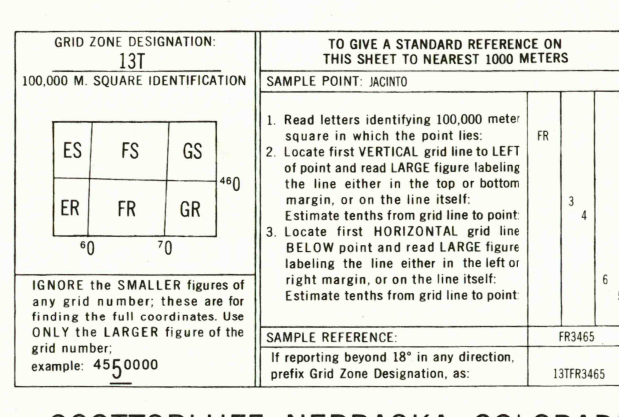 GRID ZONE DESIGNATION:
13T
100,000 M. SQUARE IDENTIFICATION
ES FS GS
460
ER FR GR
60 70
IGNORE the SMALLER figures of
any grid number; these are for
finding the full coordinates. Use
ONLY the LARGER figure of the
grid number;
example: 4550000
TO GIVE A STANDARD REFERENCE ON
THIS SHEET TO NEAREST 1000 METERS
SAMPLE POINT: JACINTO
1. Read letters identifying 100,000 meter
square in which the point lies: FR
2. Locate first VERTICAL grid line to LEFT
of point and read LARGE figure labeling
the line either in the top or bottom
margin, or on the line itself: 3
Estimate tenths from grid line to point: 4
3. Locate first HORIZONTAL grid line
BELOW point and read LARGE figure
labeling the line either in the left or
right margin, or on the line itself: 6
Estimate tenths from grid line to point:
SAMPLE REFERENCE: FR3465
If reporting beyond 18° in any direction,
prefix Grid Zone Designation, as: 13TFR3465
SCOTTSBLUFF, NEBRASKA; COLORAD